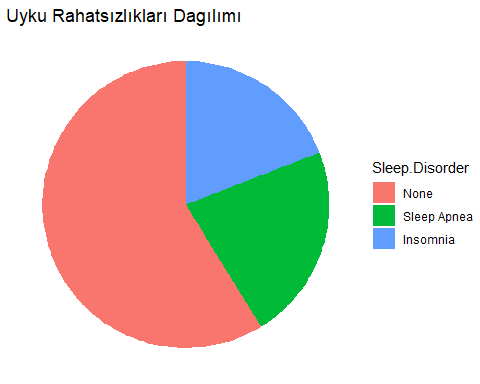 Uyku Rahatsızlıkları Dagılımı
Sleep.Disorder
None
Sleep Apnea
Insomnia